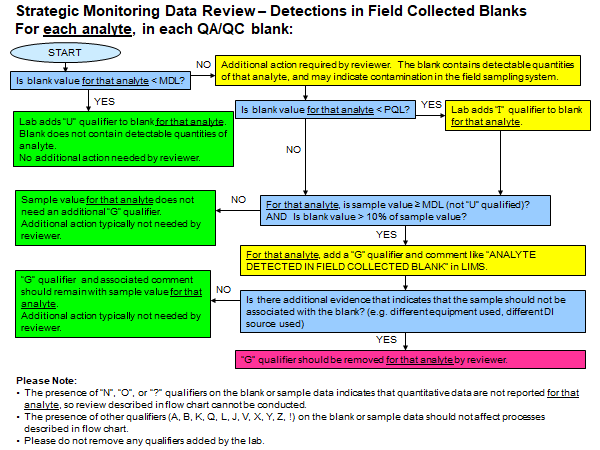 Strategic Monitoring Data Review – Detections in Field Collected Blanks
For each analyte, in each QA/QC blank:
START
Is blank value for that analyte < MDL?
NO
Additional action required by reviewer. The blank contains detectable quantities
of that analyte, and may indicate contamination in the field sampling system.
YES
Lab adds "U" qualifier to blank for that analyte.
Blank does not contain detectable quantities of
analyte.
No additional action needed by reviewer.
Is blank value for that analyte < PQL?
YES
Lab adds "I" qualifier to blank
for that analyte.
NO
For that analyte, is sample value ≥ MDL (not "U" qualified)?
AND Is blank value > 10% of sample value?
NO
Sample value for that analyte does not
need an additional "G" qualifier.
Additional action typically not needed by
reviewer.
YES
For that analyte, add a "G" qualifier and comment like "ANALYTE
DETECTED IN FIELD COLLECTED BLANK" in LIMS.
Is there additional evidence that indicates that the sample should not be
associated with the blank? (e.g. different equipment used, different DI
source used)
NO
"G" qualifier and associated comment
should remain with sample value for that
analyte.
Additional action typically not needed by
reviewer.
YES
"G" qualifier should be removed for that analyte by reviewer.
Please Note:
• The presence of "N", "O", or "?" qualifiers on the blank or sample data indicates that quantitative data are not reported for that
analyte, so review described in flow chart cannot be conducted.
• The presence of other qualifiers (A, B, K, Q, L, J, V, X, Y, Z, !) on the blank or sample data should not affect processes
described in flow chart.
• Please do not remove any qualifiers added by the lab.